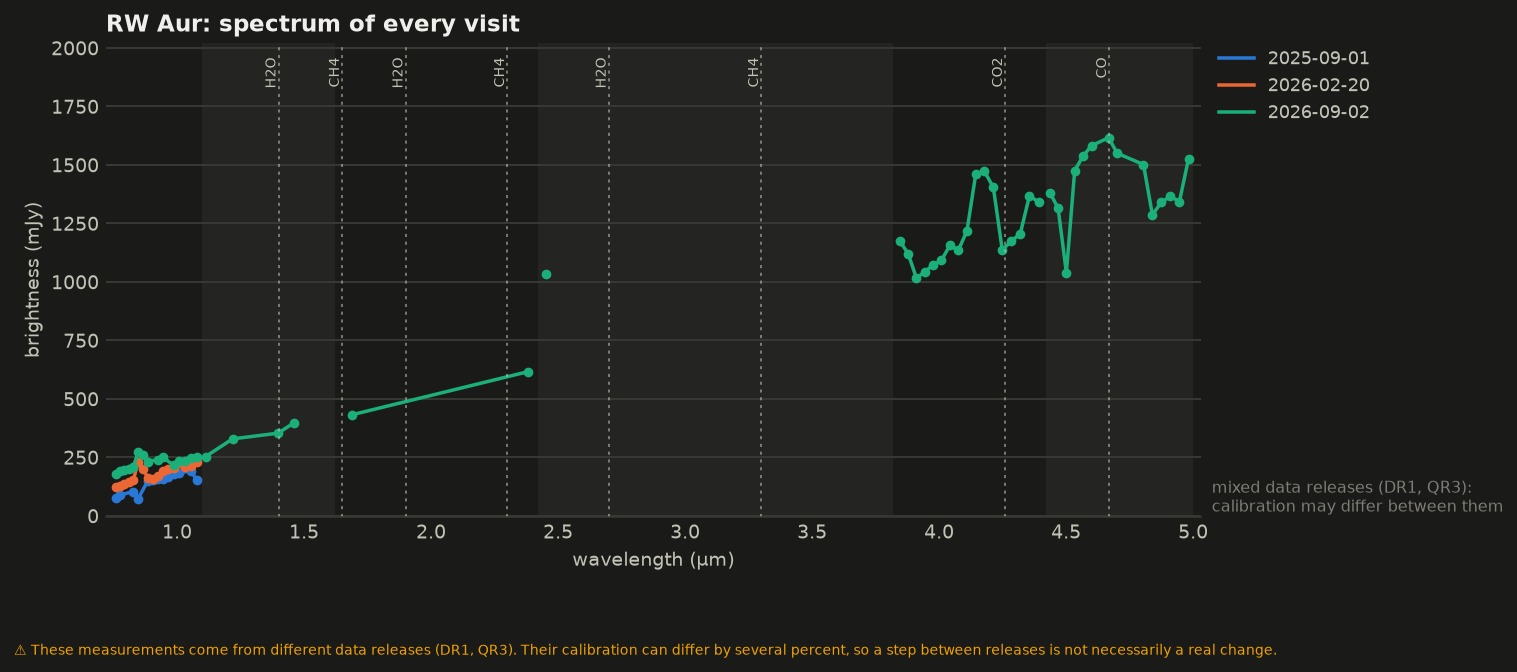 RW Aur: spectrum of every visit
2000
1750
1500
1250
1000
750
500
250
0
brightness (mJy)
H2O
CH4
H2O
CH4
H2O
CH4
CO2
CO
2025-09-01
2026-02-20
2026-09-02
mixed data releases (DR1, QR3):
calibration may differ between them
1.0 1.5 2.0 2.5 3.0 3.5 4.0 4.5 5.0
wavelength (μm)
⚠ These measurements come from different data releases (DR1, QR3). Their calibration can differ by several percent, so a step between releases is not necessarily a real change.